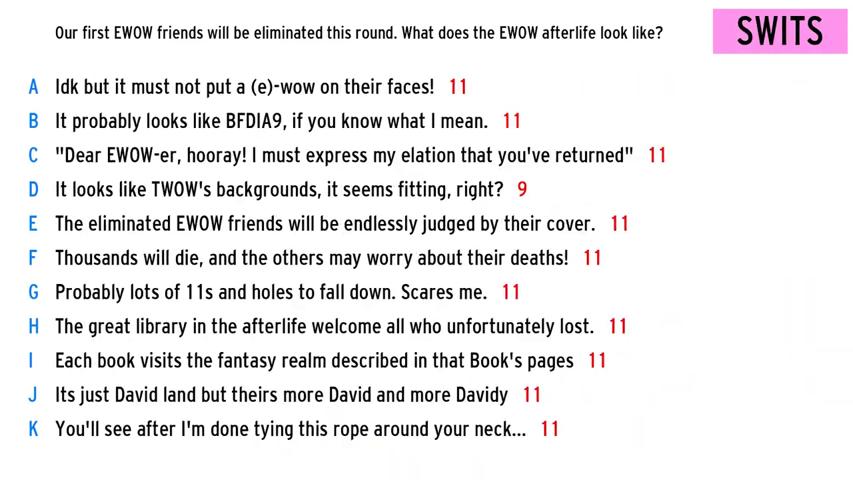 Our first EWOW friends will be eliminated this round. What does the EWOW afterlife look like?
SWITS
A Idk but it must not put a (e)-wow on their faces! 11
B It probably looks like BFDIA9, if you know what I mean. 11
C "Dear EWOW-er, hooray! I must express my elation that you've returned" 11
D It looks like TWOW's backgrounds, it seems fitting, right? 9
E The eliminated EWOW friends will be endlessly judged by their cover. 11
F Thousands will die, and the others may worry about their deaths! 11
G Probably lots of 11s and holes to fall down. Scares me. 11
H The great library in the afterlife welcome all who unfortunately lost. 11
I Each book visits the fantasy realm described in that Book's pages 11
J Its just David land but theirs more David and more Davidy 11
K You'll see after I'm done tying this rope around your neck... 11